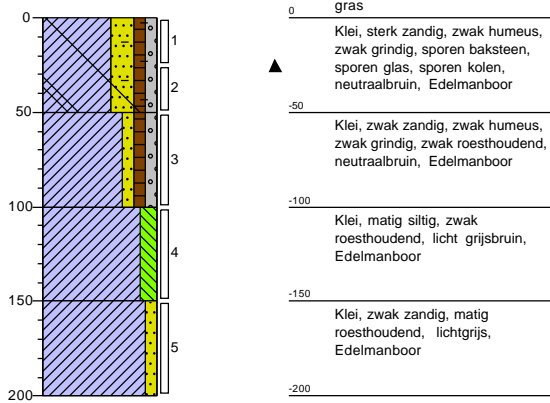 gras
0
0
Klei, sterk zandig, zwak humeus,
zwak grindig, sporen baksteen,
sporen glas, sporen kolen,
neutraalbruin, Edelmanboor
1
2
50
-50
Klei, zwak zandig, zwak humeus,
zwak grindig, zwak roesthoudend,
neutraalbruin, Edelmanboor
3
100
-100
Klei, matig siltig, zwak
roesthoudend, licht grijsbruin,
Edelmanboor
4
150
-150
Klei, zwak zandig, matig
roesthoudend, lichtgrijs,
Edelmanboor
5
200
-200